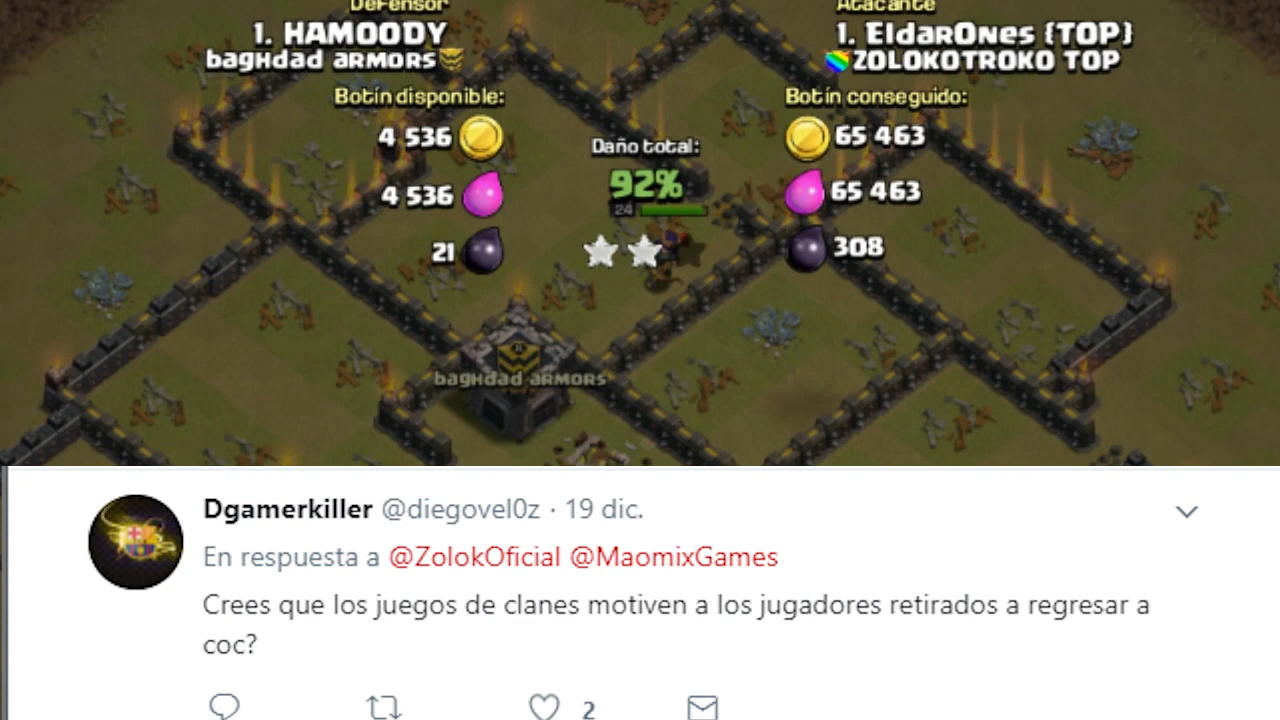 Defensor
1. HAMOODY
bagHdad ARMORS
Botín disponible:
4 536
4 536
21
Daño total:
92%
24
Atacante
1. EldarOnes {TOP}
ZOLOKOTROKO TOP
Botín conseguido:
65 463
65 463
308
bagHdad ARMORS
Dgamerkiller @diegovel0z · 19 dic.
En respuesta a @ZolokOficial @MaomixGames
Crees que los juegos de clanes motiven a los jugadores retirados a regresar a
coc?
2